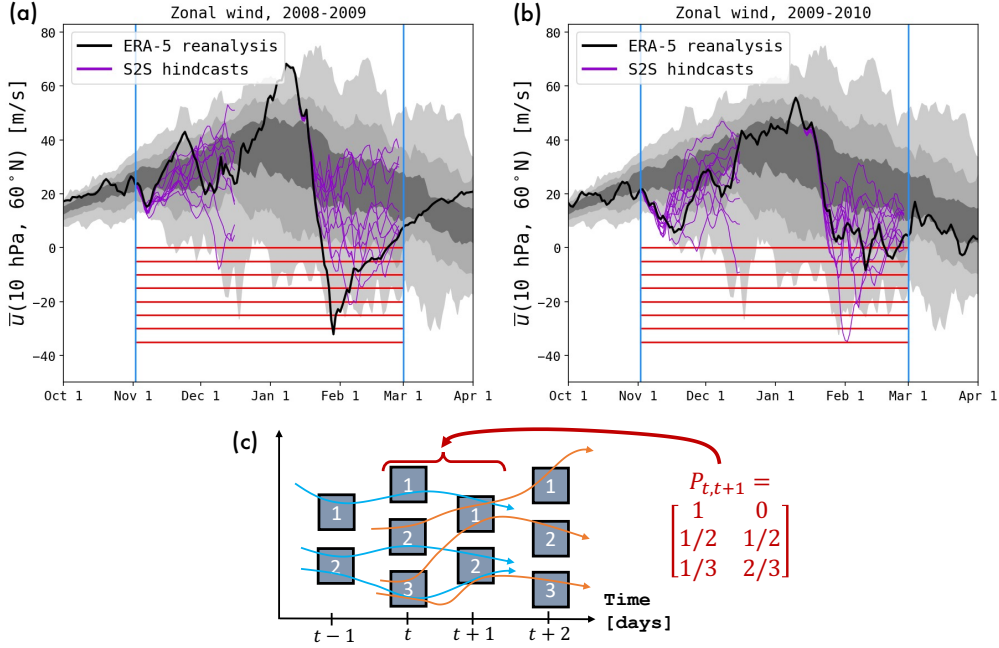 (a)
Zonal wind, 2008-2009
ERA-5 reanalysis
S2S hindcasts
u̅(10 hPa, 60°N) [m/s]
80
60
40
20
0
−20
−40
Oct 1 Nov 1 Dec 1 Jan 1 Feb 1 Mar 1 Apr 1
(b)
Zonal wind, 2009-2010
ERA-5 reanalysis
S2S hindcasts
u̅(10 hPa, 60°N) [m/s]
80
60
40
20
0
−20
−40
Oct 1 Nov 1 Dec 1 Jan 1 Feb 1 Mar 1 Apr 1
(c)
1 2
1 2 3
1 2
1 2 3
t − 1 t t + 1 t + 2
Time
[days]
P_{t,t+1} =
1 0
1/2 1/2
1/3 2/3